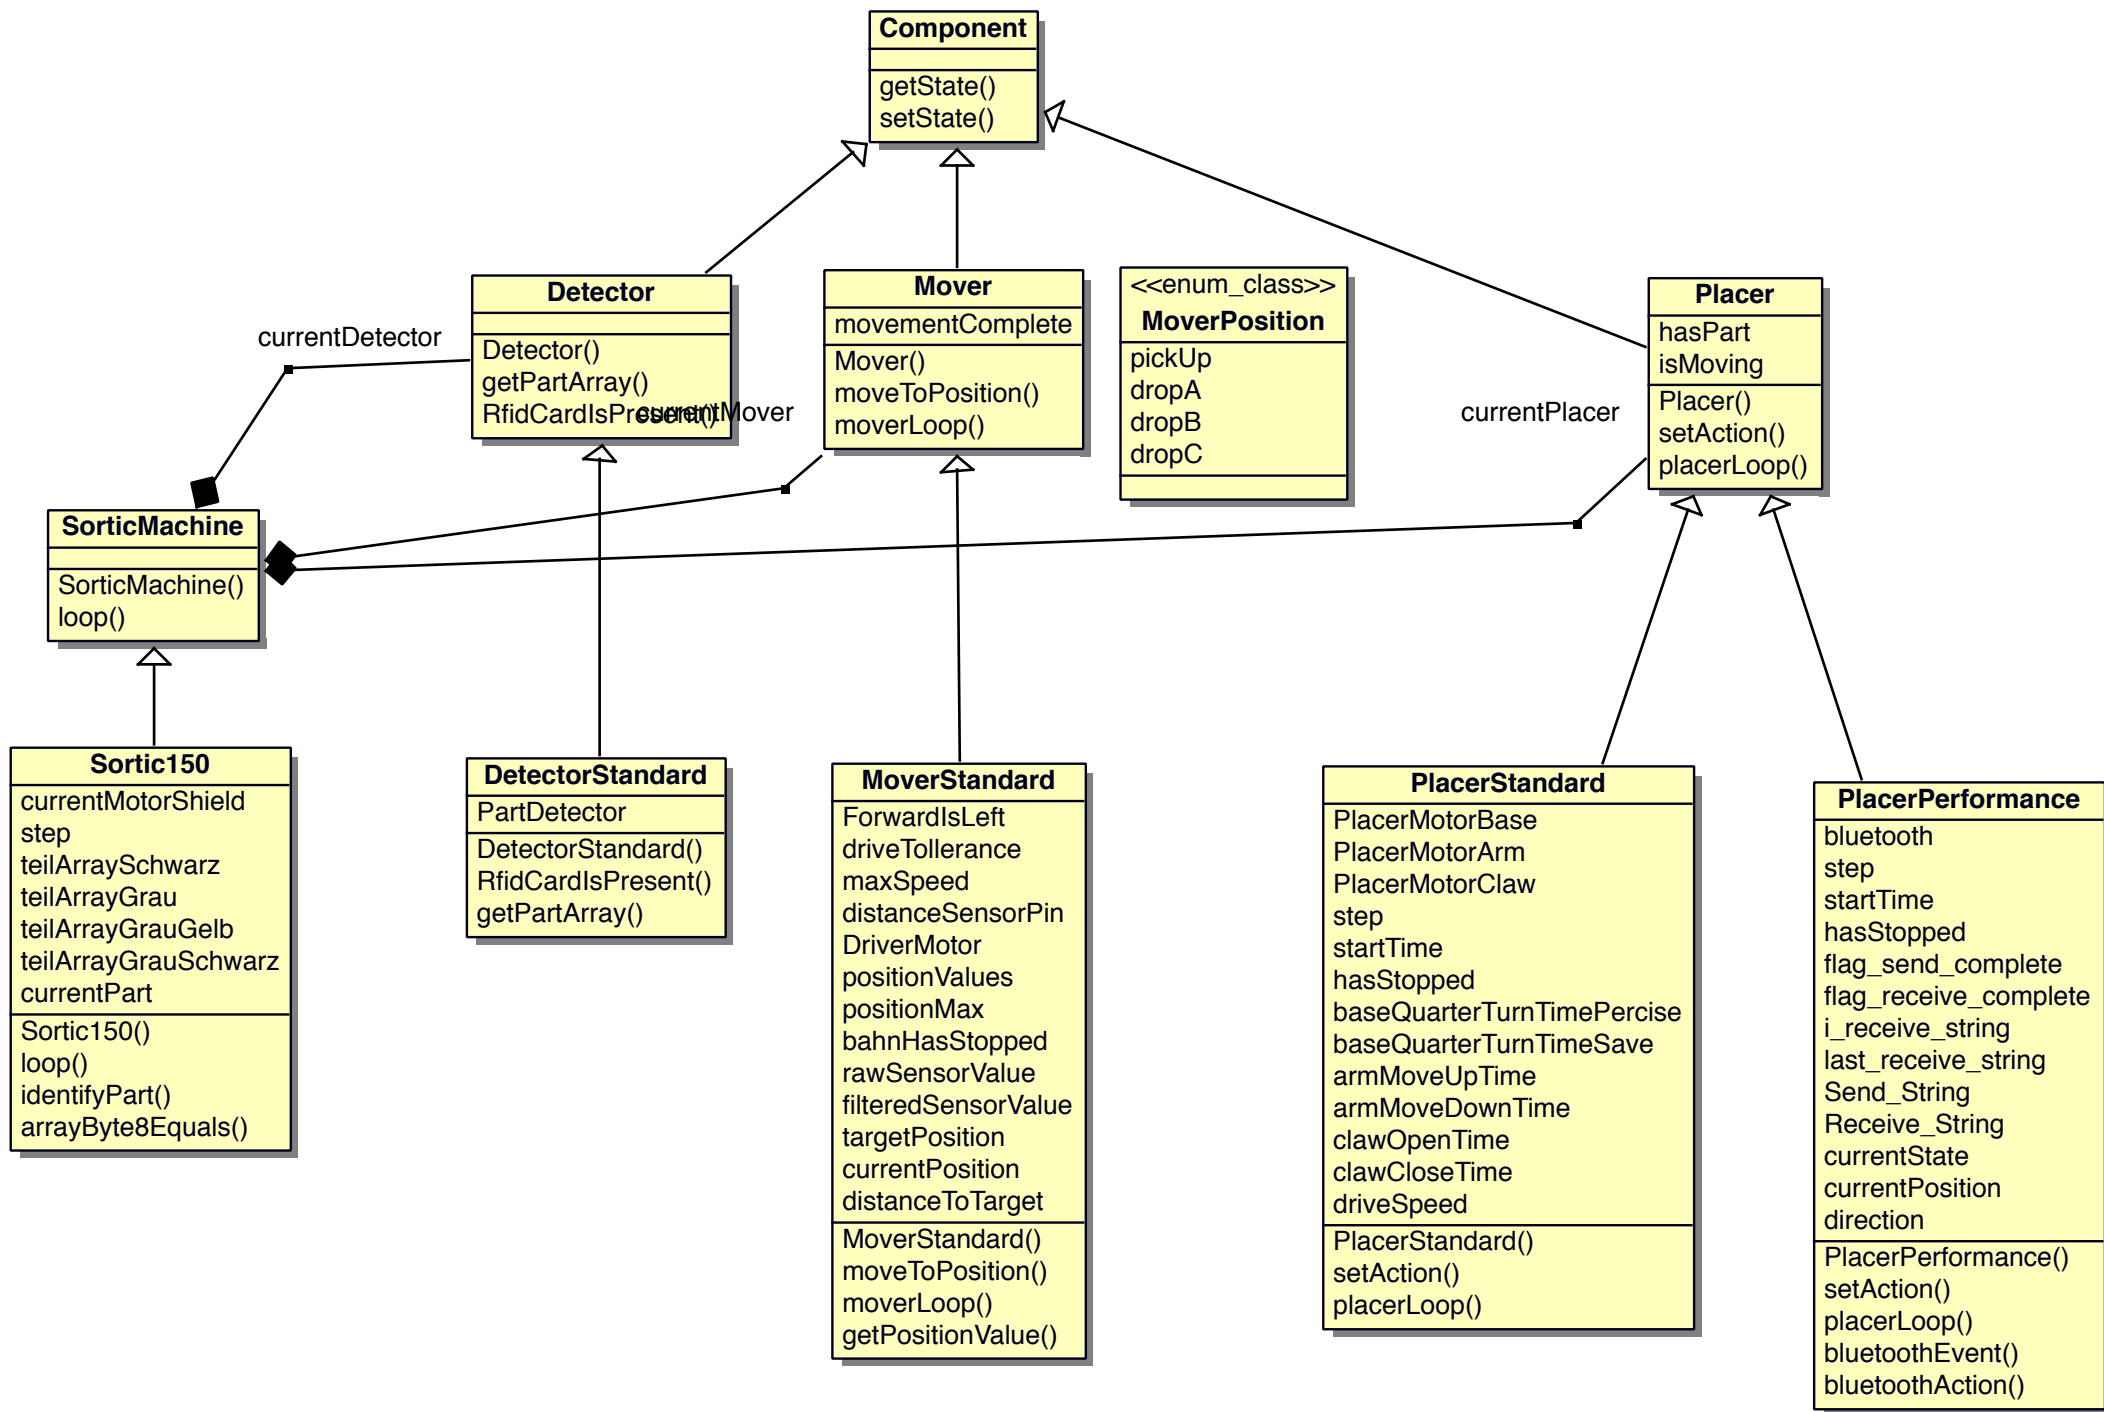 Component
getState()
setState()
Detector
Detector()
getPartArray()
RfidCardIsPresent()
currentDetector
Mover
movementComplete
Mover()
moveToPosition()
moverLoop()
currentMover
<<enum_class>>
MoverPosition
pickUp
dropA
dropB
dropC
Placer
hasPart
isMoving
Placer()
setAction()
placerLoop()
currentPlacer
SorticMachine
SorticMachine()
loop()
Sortic150
currentMotorShield
step
teilArraySchwarz
teilArrayGrau
teilArrayGrauGelb
teilArrayGrauSchwarz
currentPart
Sortic150()
loop()
identifyPart()
arrayByte8Equals()
DetectorStandard
PartDetector
DetectorStandard()
RfidCardIsPresent()
getPartArray()
MoverStandard
ForwardIsLeft
driveTollerance
maxSpeed
distanceSensorPin
DriverMotor
positionValues
positionMax
bahnHasStopped
rawSensorValue
filteredSensorValue
targetPosition
currentPosition
distanceToTarget
MoverStandard()
moveToPosition()
moverLoop()
getPositionValue()
PlacerStandard
PlacerMotorBase
PlacerMotorArm
PlacerMotorClaw
step
startTime
hasStopped
baseQuarterTurnTimePercise
baseQuarterTurnTimeSave
armMoveUpTime
armMoveDownTime
clawOpenTime
clawCloseTime
driveSpeed
PlacerStandard()
setAction()
placerLoop()
PlacerPerformance
bluetooth
step
startTime
hasStopped
flag_send_complete
flag_receive_complete
i_receive_string
last_receive_string
Send_String
Receive_String
currentState
currentPosition
direction
PlacerPerformance()
setAction()
placerLoop()
bluetoothEvent()
bluetoothAction()